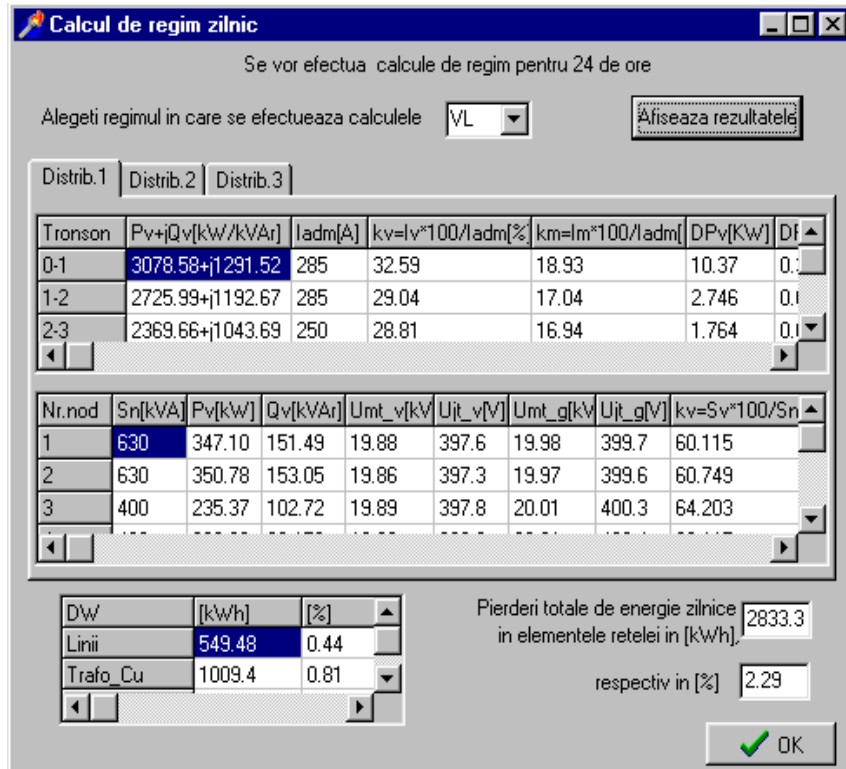 Calcul de regim zilnic
Se vor efectua calcule de regim pentru 24 de ore
Alegeti regimul in care se efectueaza calculele VL Afiseaza rezultatele
Distrib.1 Distrib.2 Distrib.3
Tronson Pv+jQv[kW/kVAr] Iadm[A] kv=Iv*100/Iadm[%] km=Im*100/Iadm[ DPv[KW]
0-1 3078.58+j1291.52 285 32.59 18.93 10.37
1-2 2725.99+j1192.67 285 29.04 17.04 2.746
2-3 2369.66+j1043.69 250 28.81 16.94 1.764
Nr.nod Sn[kVA] Pv[kW] Qv[kVAr] Umt_v[kV Ujt_v[V] Umt_g[kV Ujt_g[V] kv=Sv*100/Sn
1 630 347.10 151.49 19.88 397.6 19.98 399.7 60.115
2 630 350.78 153.05 19.86 397.3 19.97 399.6 60.749
3 400 235.37 102.72 19.89 397.8 20.01 400.3 64.203
DW [kWh] [%]
Linii 549.48 0.44
Trafo_Cu 1009.4 0.81
Pierderi totale de energie zilnice
in elementele retelei in [kWh], 2833.3
respectiv in [%] 2.29
OK